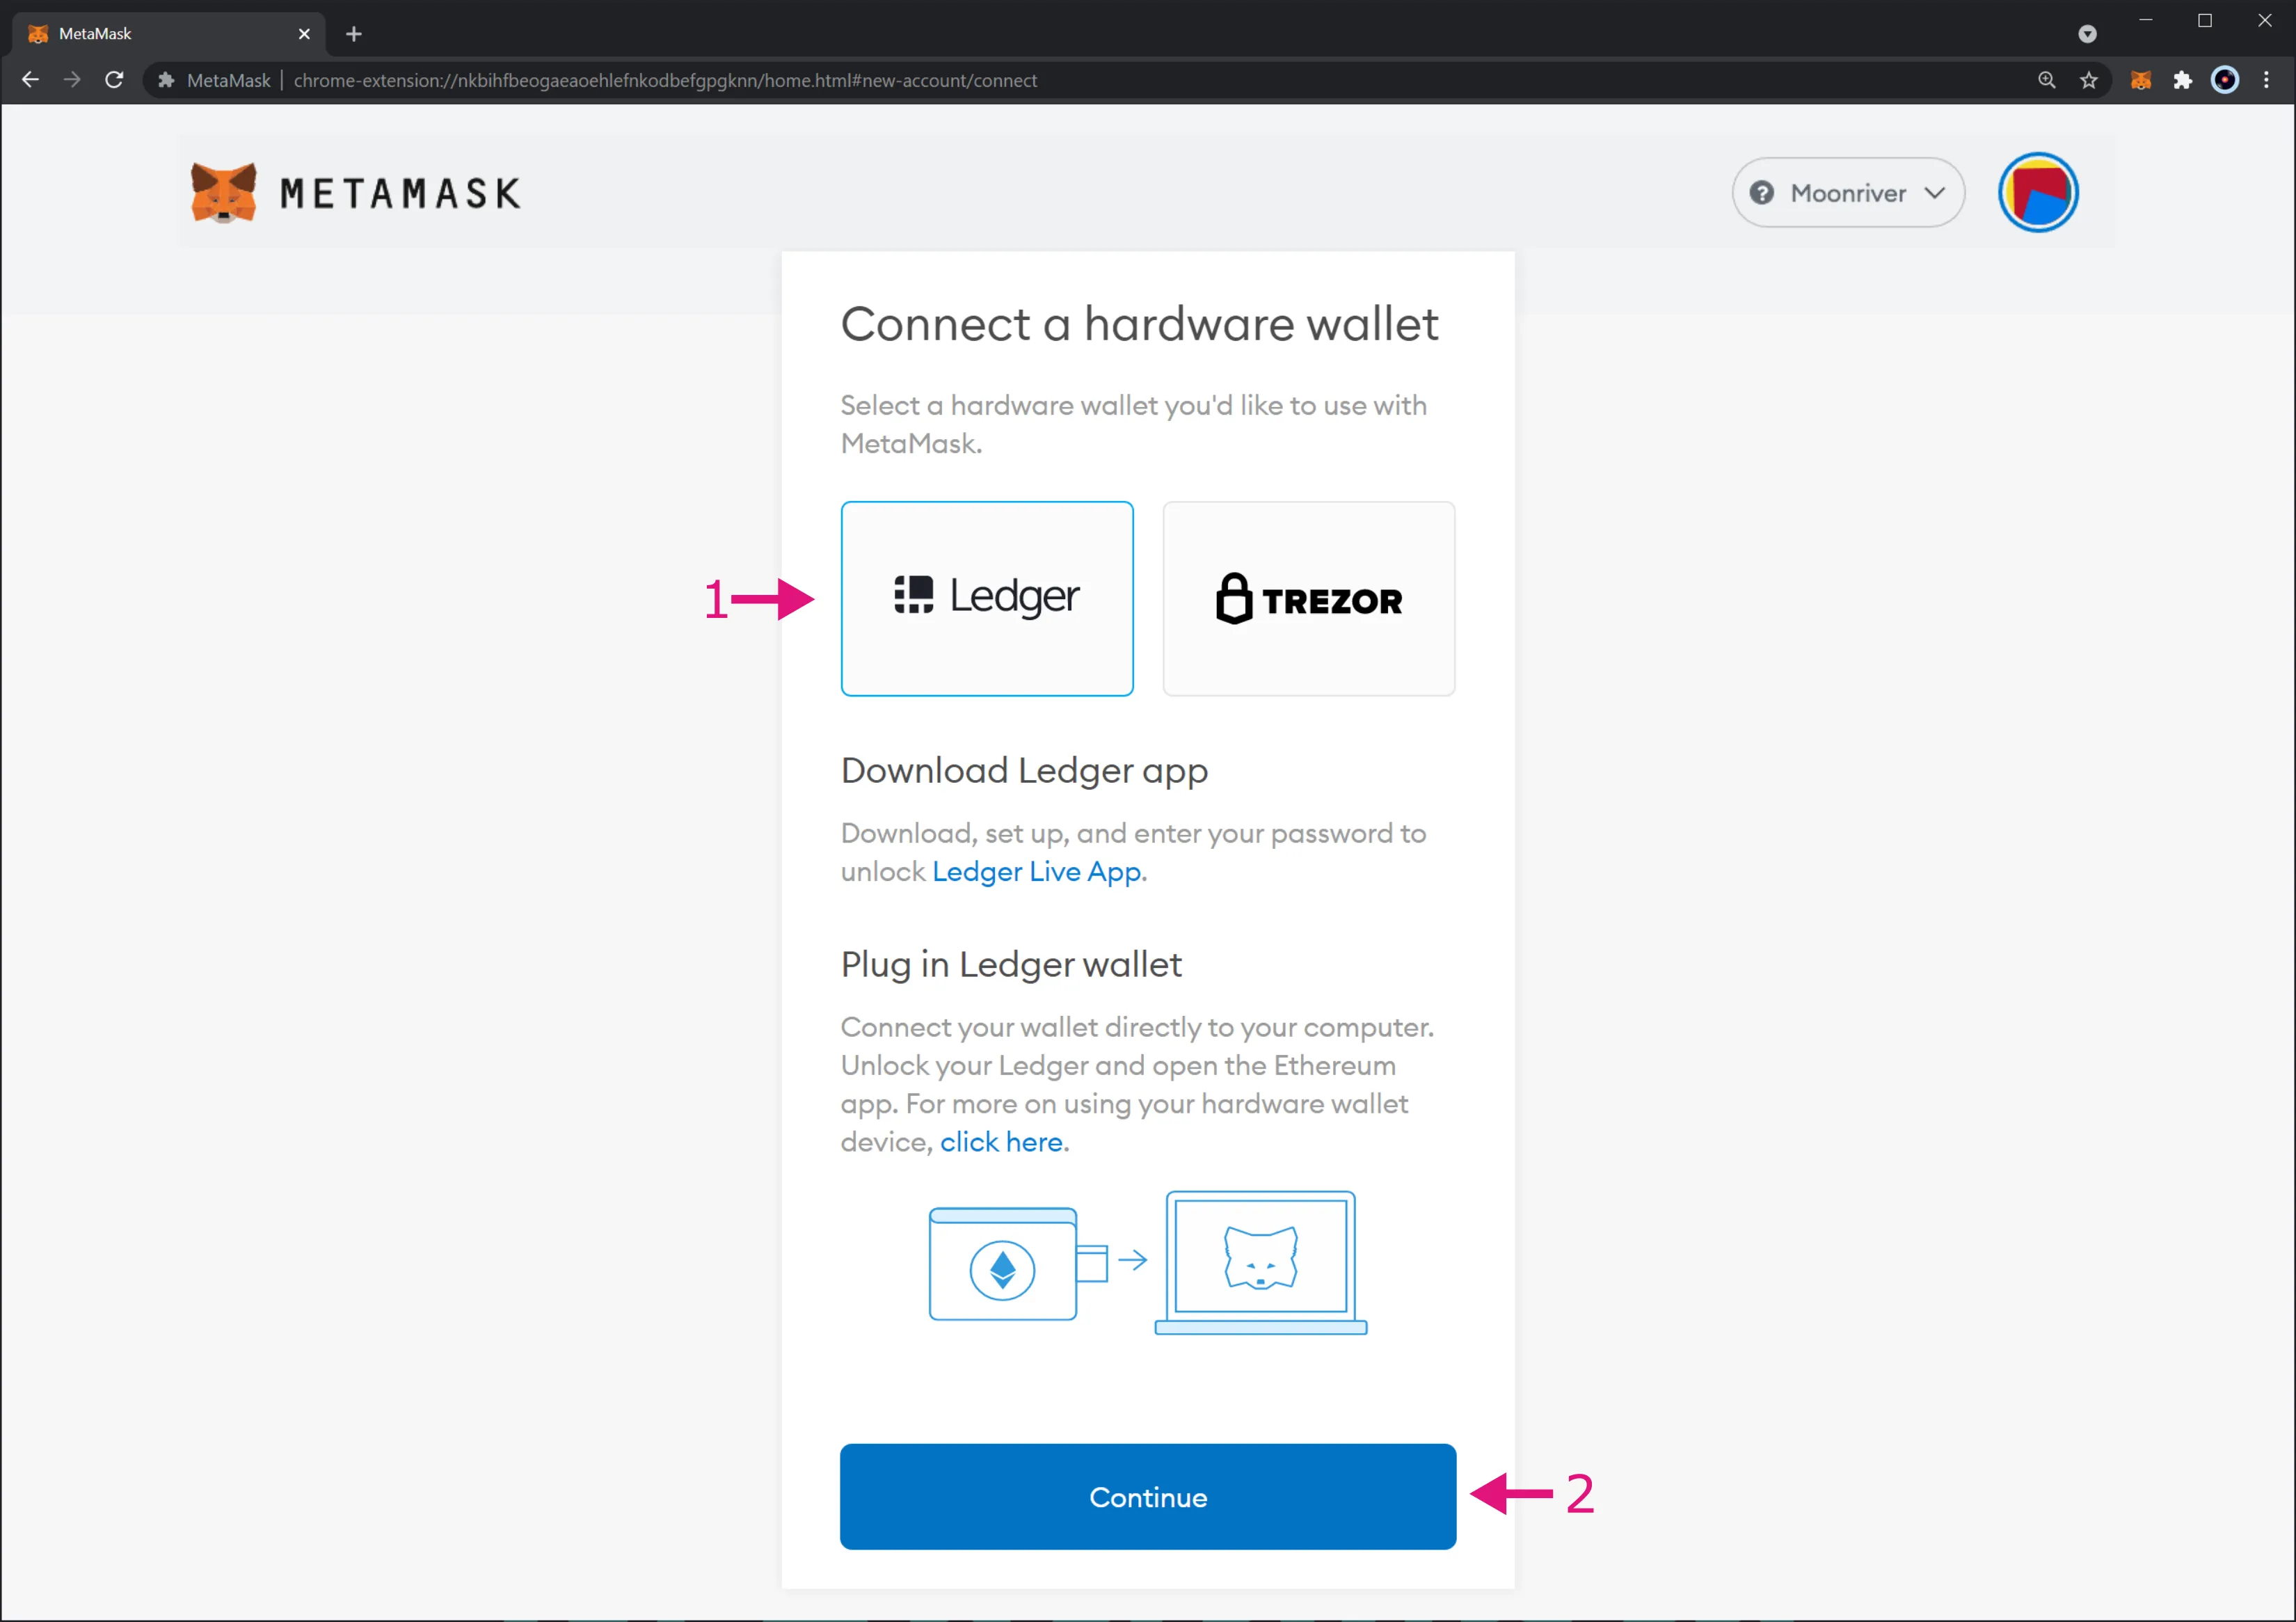 MetaMask
MetaMask | chrome-extension://nkbihfbeogaeaoehlefnkodbefgpgknn/home.html#new-account/connect
METAMASK
? Moonriver
Connect a hardware wallet
Select a hardware wallet you'd like to use with
MetaMask.
1
Ledger
TREZOR
Download Ledger app
Download, set up, and enter your password to
unlock Ledger Live App.
Plug in Ledger wallet
Connect your wallet directly to your computer.
Unlock your Ledger and open the Ethereum
app. For more on using your hardware wallet
device, click here.
Continue
2